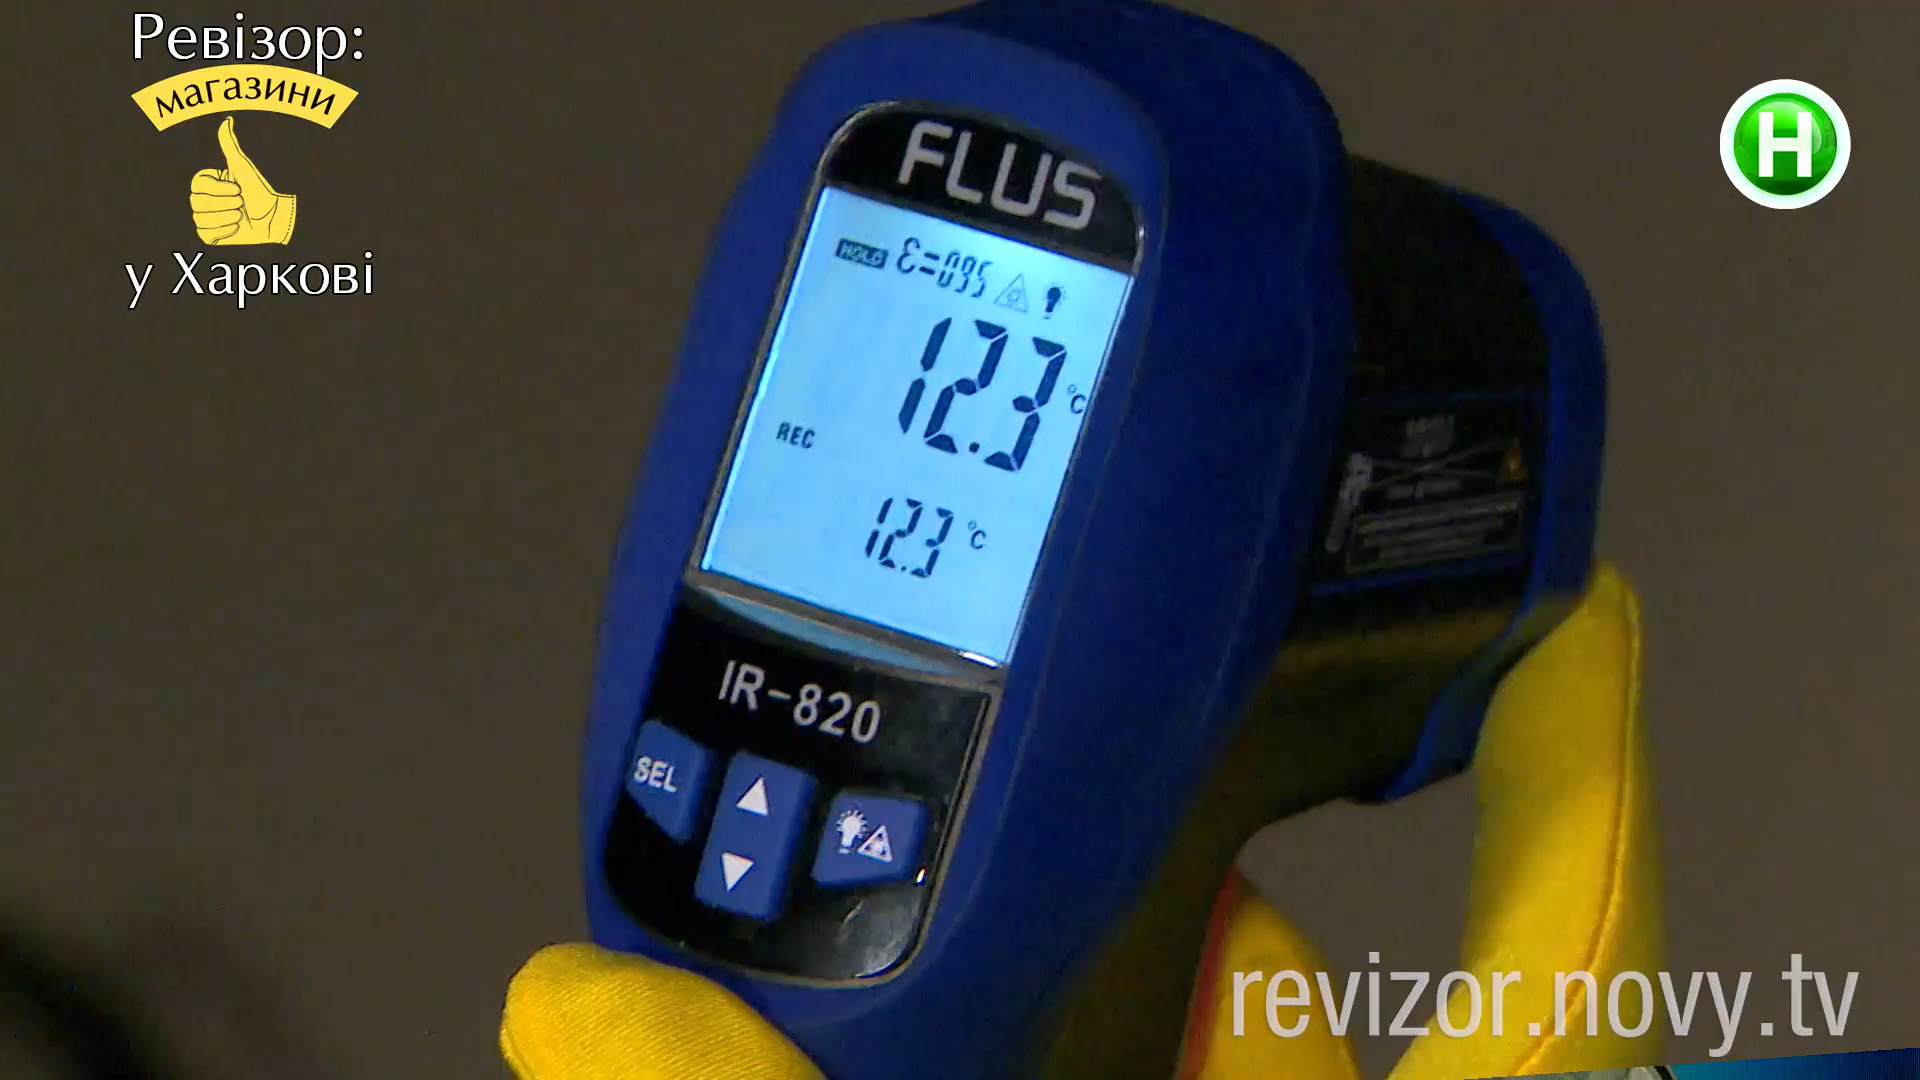 Ревізор:
магазини
у Харкові
H
FLUS
HOLD ε=0.95
12.3 °C
REC
12.3 °C
IR-820
SEL
revizor.novy.tv